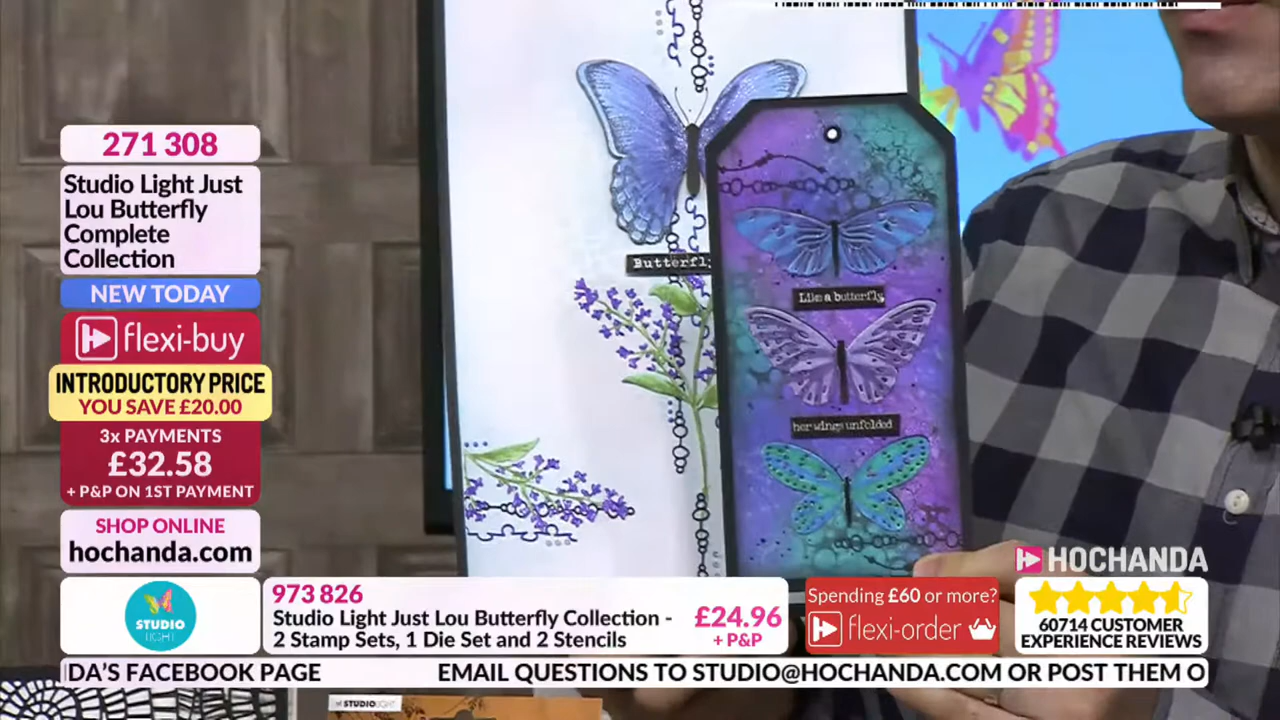 271 308
Studio Light Just
Lou Butterfly
Complete
Collection
NEW TODAY
flexi-buy
INTRODUCTORY PRICE
YOU SAVE £20.00
3x PAYMENTS
£32.58
+ P&P ON 1ST PAYMENT
SHOP ONLINE
hochanda.com
Butterfly
Like a butterfly,
her wings unfolded
HOCHANDA
STUDIO
LIGHT
973 826
Studio Light Just Lou Butterfly Collection -
2 Stamp Sets, 1 Die Set and 2 Stencils
£24.96
+ P&P
Spending £60 or more?
flexi-order
60714 CUSTOMER
EXPERIENCE REVIEWS
DA'S FACEBOOK PAGE EMAIL QUESTIONS TO STUDIO@HOCHANDA.COM OR POST THEM O
STUDIOLIGHT